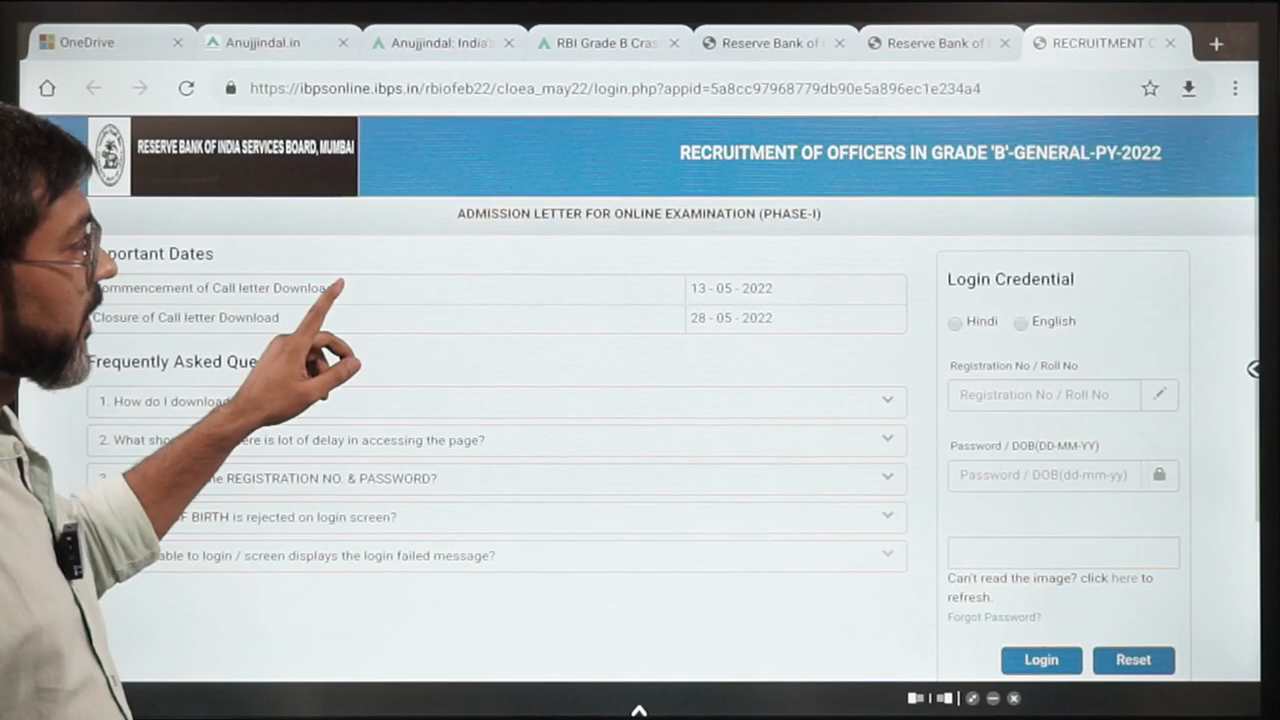 OneDrive
Anujjindal.in
Anujjindal: India's
RBI Grade B Cras
Reserve Bank of
Reserve Bank of
RECRUITMENT
https://ibpsonline.ibps.in/rbiofeb22/cloea_may22/login.php?appid=5a8cc97968779db90e5a896ec1e234a4
RESERVE BANK OF INDIA SERVICES BOARD, MUMBAI
RECRUITMENT OF OFFICERS IN GRADE 'B'-GENERAL-PY-2022
ADMISSION LETTER FOR ONLINE EXAMINATION (PHASE-I)
portant Dates
ommencement of Call letter Download
13 - 05 - 2022
Closure of Call letter Download
28 - 05 - 2022
Frequently Asked Que
1. How do I download
2. What sho ere is lot of delay in accessing the page?
e REGISTRATION NO. & PASSWORD?
F BIRTH is rejected on login screen?
able to login / screen displays the login failed message?
Login Credential
Hindi
English
Registration No / Roll No
Registration No / Roll No
Password / DOB(DD-MM-YY)
Password / DOB(dd-mm-yy)
Can't read the image? click here to
refresh.
Forgot Password?
Login
Reset